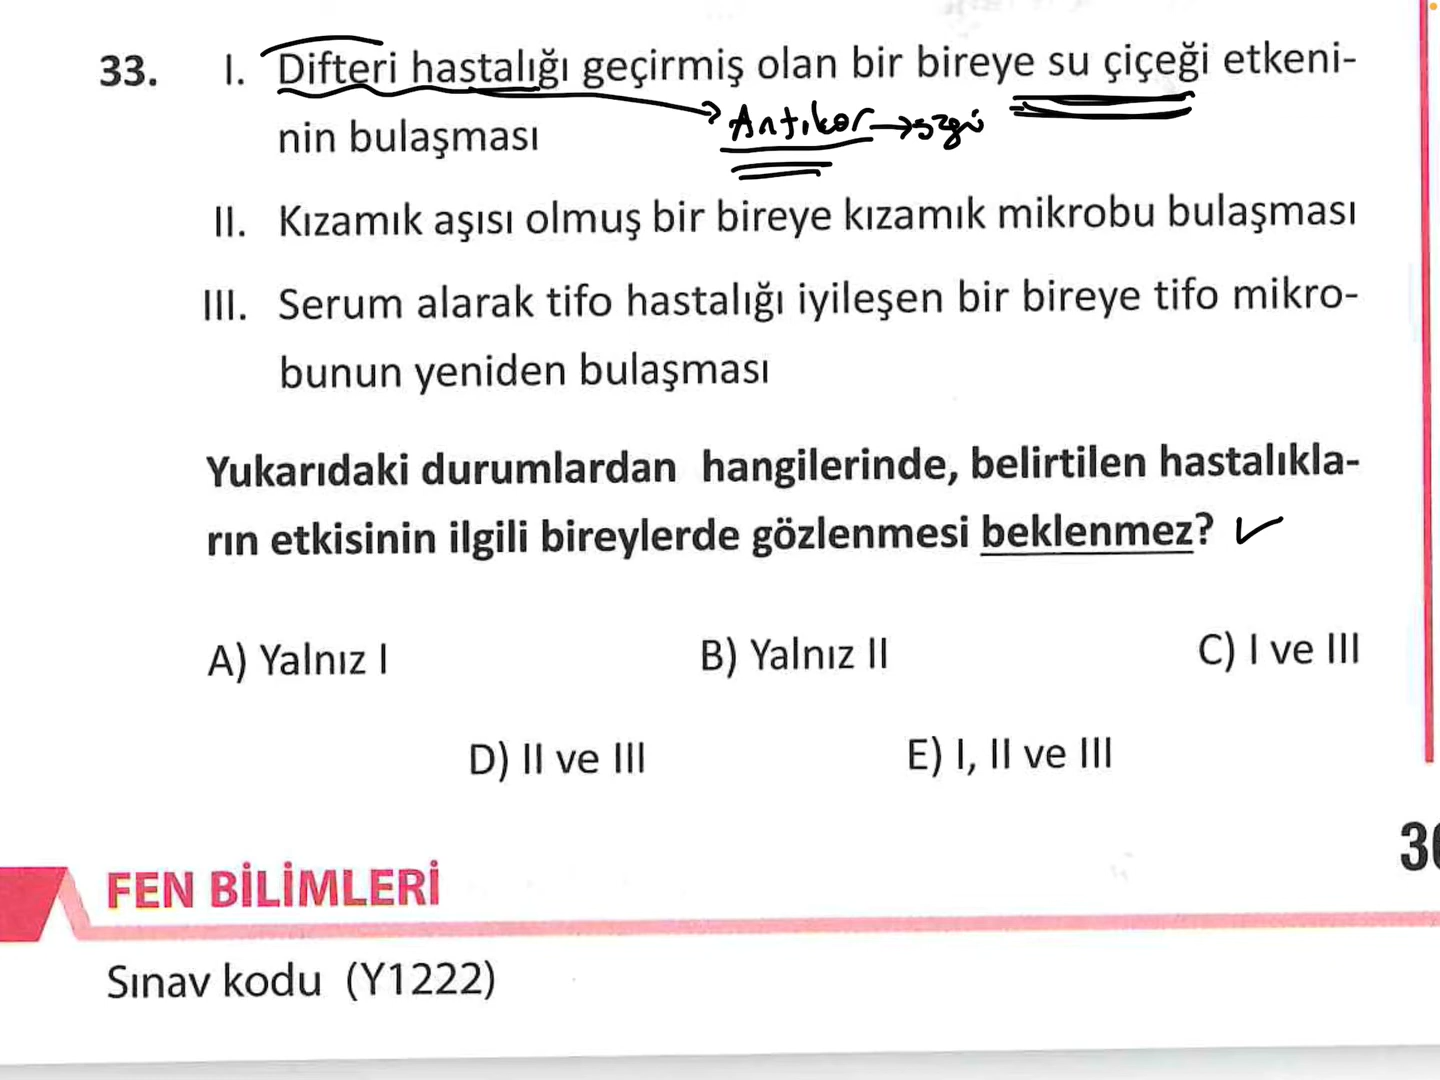 33. I. Difteri hastalığı geçirmiş olan bir bireye su çiçeği etkeni-
nin bulaşması
Antikor → özgü
II. Kızamık aşısı olmuş bir bireye kızamık mikrobu bulaşması
III. Serum alarak tifo hastalığı iyileşen bir bireye tifo mikro-
bunun yeniden bulaşması
Yukarıdaki durumlardan hangilerinde, belirtilen hastalıkla-
rın etkisinin ilgili bireylerde gözlenmesi beklenmez?
A) Yalnız I B) Yalnız II C) I ve III
D) II ve III E) I, II ve III
FEN BİLİMLERİ
Sınav kodu (Y1222)